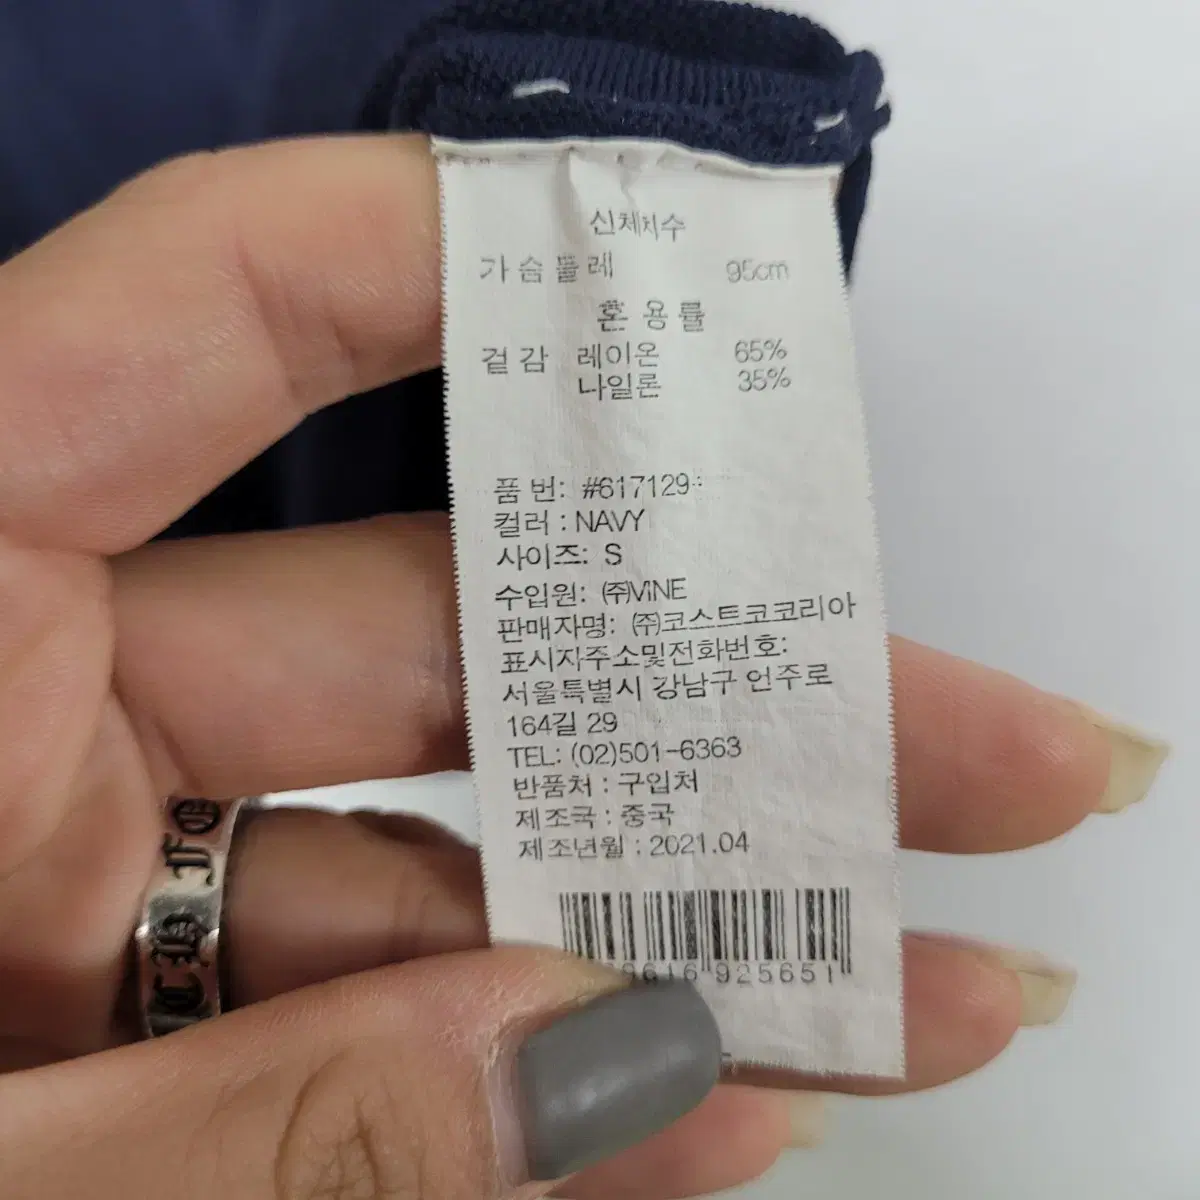 신체치수
가슴둘레 95cm
혼용률
겉감 레이온 65%
나일론 35%
품번: #617129
컬러 : NAVY
사이즈: S
수입원: ㈜VINE
판매자명: ㈜코스트코코리아
표시자주소및전화번호:
서울특별시 강남구 언주로
164길 29
TEL: (02)501-6363
반품처 : 구입처
제조국 : 중국
제조년월 : 2021.04
9616 925651